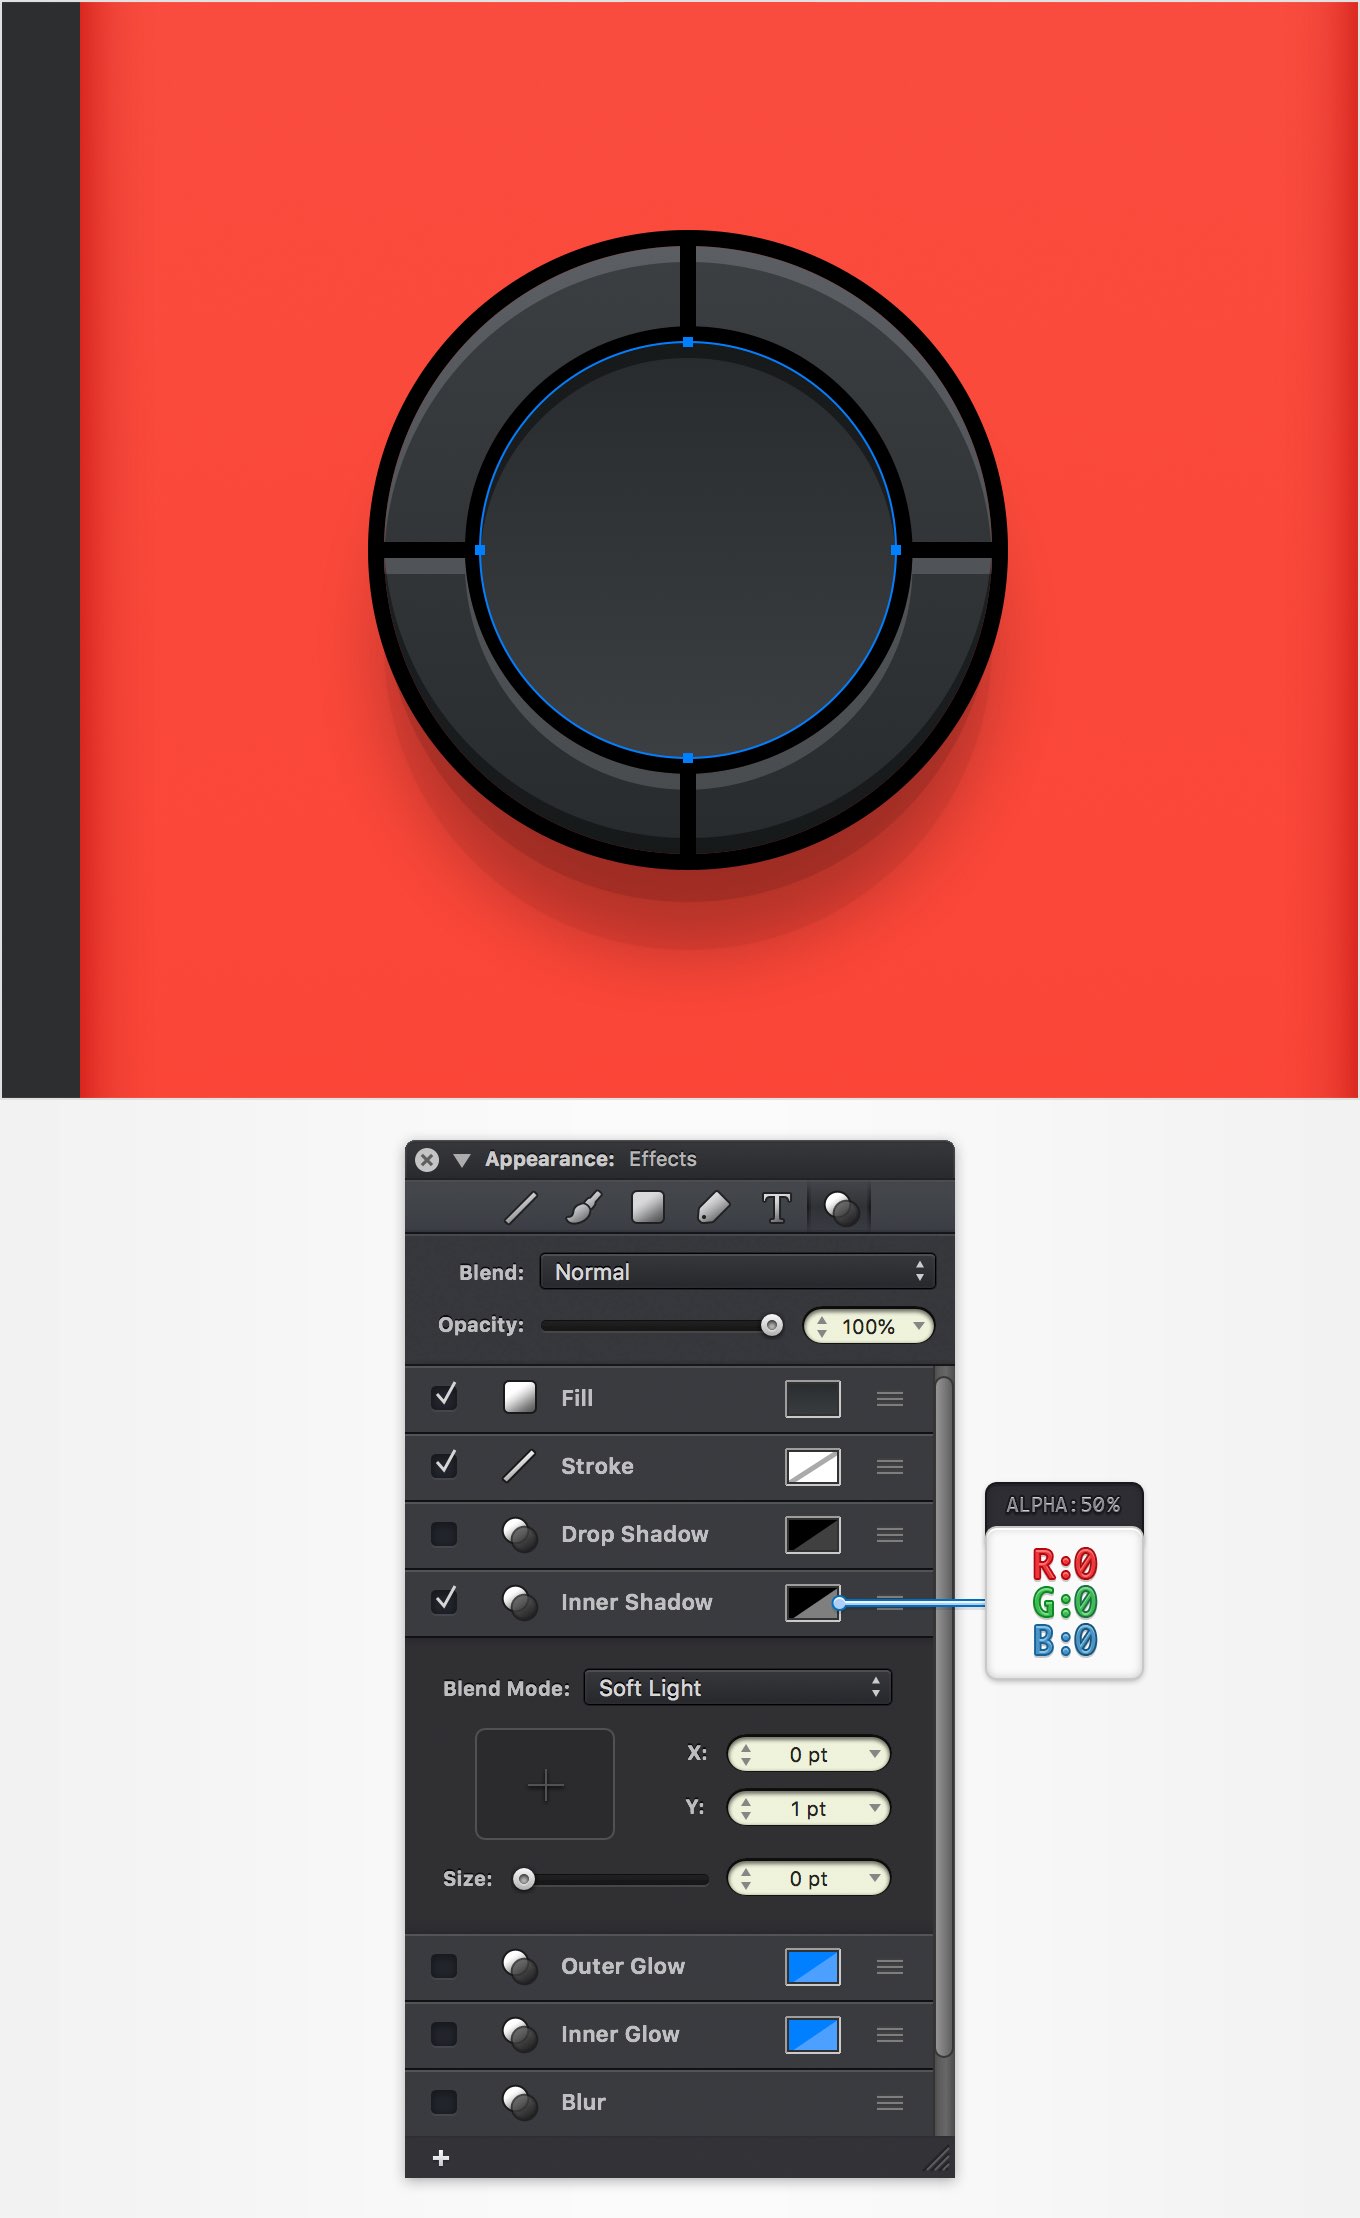 Appearance: Effects
T
Blend: Normal
Opacity: 100%
Fill
Stroke
Drop Shadow
Inner Shadow
ALPHA:50%
R:0
G:0
B:0
Blend Mode: Soft Light
X: 0 pt
Y: 1 pt
Size: 0 pt
Outer Glow
Inner Glow
Blur